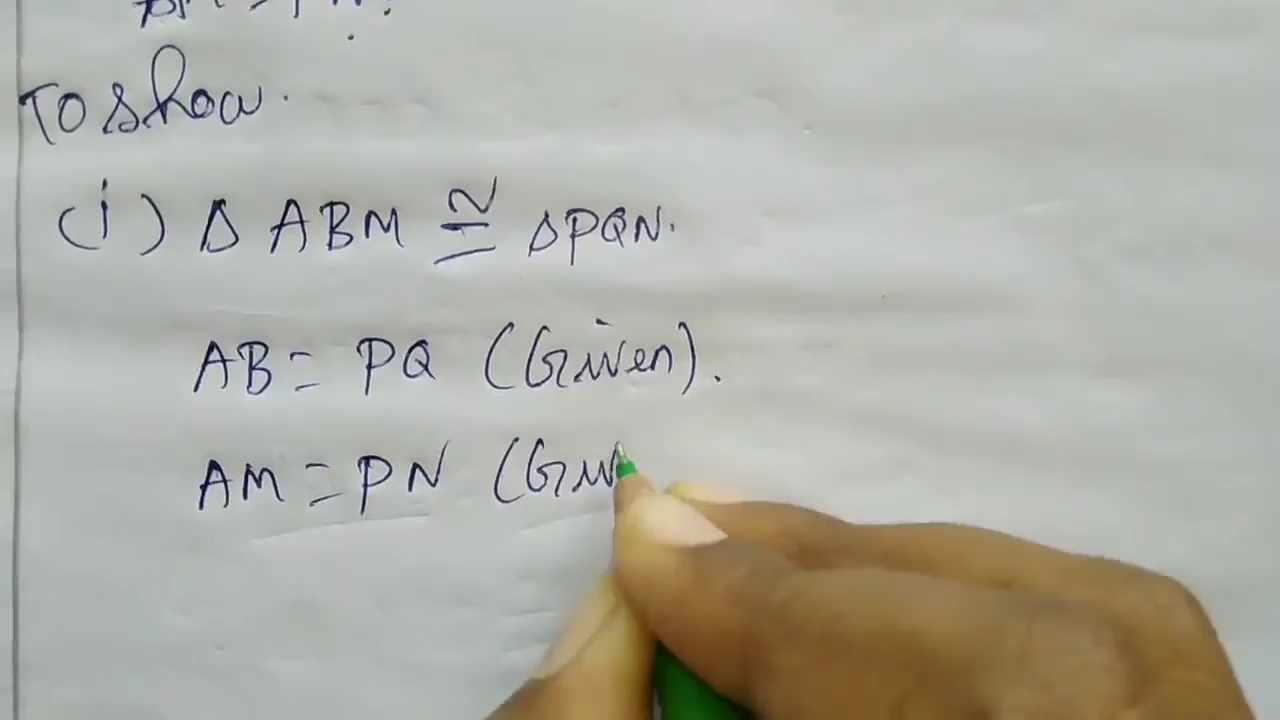 To show.
(i) Δ ABM ≅ ΔPQN.
AB = PQ (Given).
AM = PN (Giv